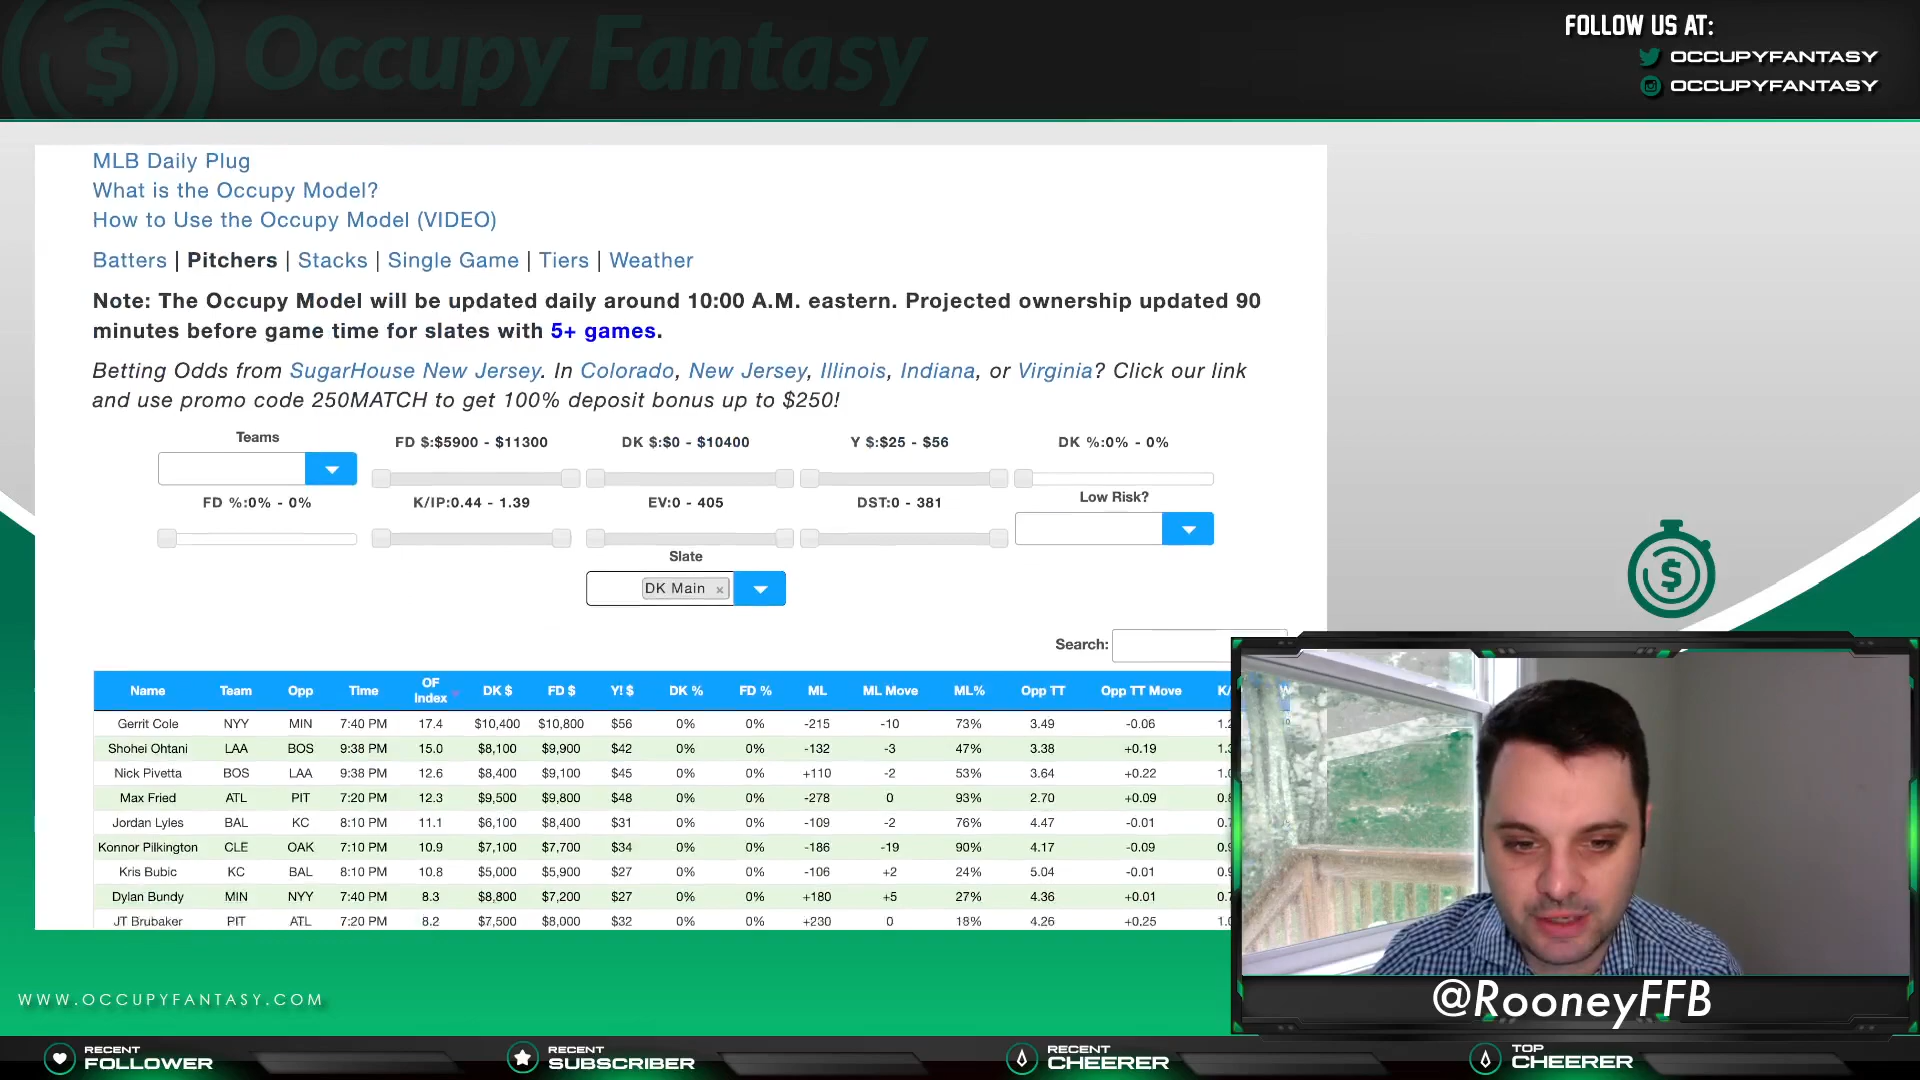 Occupy Fantasy
FOLLOW US AT:
OCCUPYFANTASY
OCCUPYFANTASY
MLB Daily Plug
What is the Occupy Model?
How to Use the Occupy Model (VIDEO)
Batters | Pitchers | Stacks | Single Game | Tiers | Weather
Note: The Occupy Model will be updated daily around 10:00 A.M. eastern. Projected ownership updated 90
minutes before game time for slates with 5+ games.
Betting Odds from SugarHouse New Jersey. In Colorado, New Jersey, Illinois, Indiana, or Virginia? Click our link
and use promo code 250MATCH to get 100% deposit bonus up to $250!
Teams FD $:$5900 - $11300 DK $:$0 - $10400 Y $:$25 - $56 DK %:0% - 0%
FD %:0% - 0% K/IP:0.44 - 1.39 EV:0 - 405 DST:0 - 381 Low Risk?
Slate
DK Main ×
Search:
Name Team Opp Time OF Index DK $ FD $ Y! $ DK % FD % ML ML Move ML% Opp TT Opp TT Move
Gerrit Cole NYY MIN 7:40 PM 17.4 $10,400 $10,800 $56 0% 0% -215 -10 73% 3.49 -0.06
Shohei Ohtani LAA BOS 9:38 PM 15.0 $8,100 $9,900 $42 0% 0% -132 -3 47% 3.38 +0.19
Nick Pivetta BOS LAA 9:38 PM 12.6 $8,400 $9,100 $45 0% 0% +110 -2 53% 3.64 +0.22
Max Fried ATL PIT 7:20 PM 12.3 $9,500 $9,800 $48 0% 0% -278 0 93% 2.70 +0.09
Jordan Lyles BAL KC 8:10 PM 11.1 $6,100 $8,400 $31 0% 0% -109 -2 76% 4.47 -0.01
Konnor Pilkington CLE OAK 7:10 PM 10.9 $7,100 $7,700 $34 0% 0% -186 -19 90% 4.17 -0.09
Kris Bubic KC BAL 8:10 PM 10.8 $5,000 $5,900 $27 0% 0% -106 +2 24% 5.04 -0.01
Dylan Bundy MIN NYY 7:40 PM 8.3 $8,800 $7,200 $27 0% 0% +180 +5 27% 4.36 +0.01
JT Brubaker PIT ATL 7:20 PM 8.2 $7,500 $8,000 $32 0% 0% +230 0 18% 4.26 +0.25
WWW.OCCUPYFANTASY.COM
@RooneyFFB
RECENT FOLLOWER
RECENT SUBSCRIBER
RECENT CHEERER
TOP CHEERER